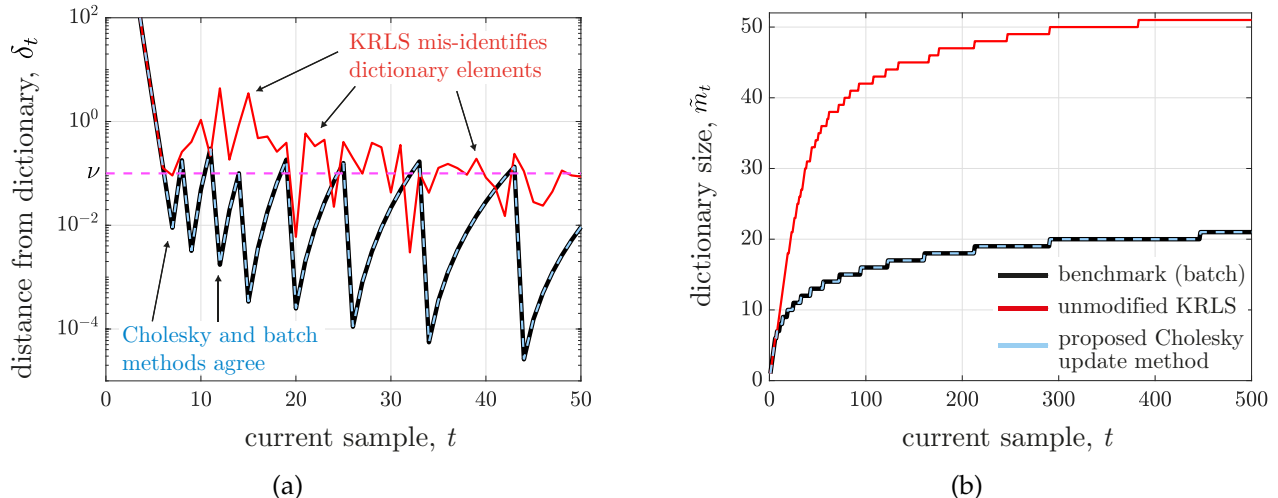 distance from dictionary, δ_t
10^2
10^0
ν
10^-2
10^-4
KRLS mis-identifies
dictionary elements
Cholesky and batch
methods agree
0 10 20 30 40 50
current sample, t
(a)
dictionary size, m̃_t
50
40
30
20
10
0
benchmark (batch)
unmodified KRLS
proposed Cholesky
update method
0 100 200 300 400 500
current sample, t
(b)